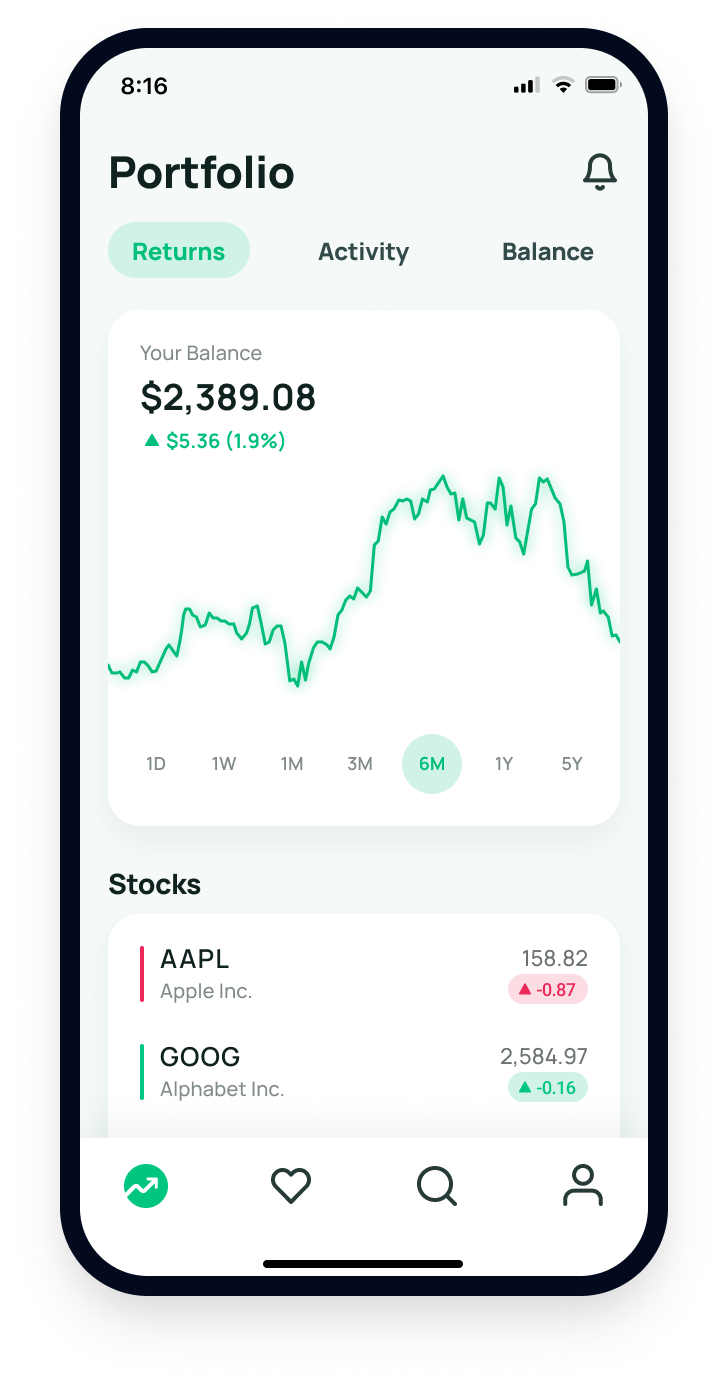 8:16
Portfolio
Returns Activity Balance
Your Balance
$2,389.08
▲ $5.36 (1.9%)
1D 1W 1M 3M 6M 1Y 5Y
Stocks
AAPL 158.82
Apple Inc. ▲ -0.87
GOOG 2,584.97
Alphabet Inc. ▲ -0.16